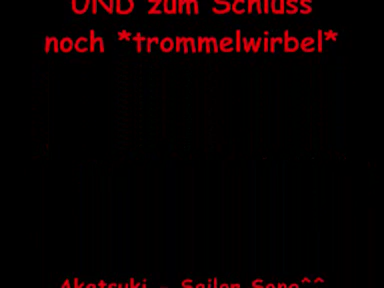 UND zum Schluss
noch *trommelwirbel*
Akatsuki - Sailor Song^^